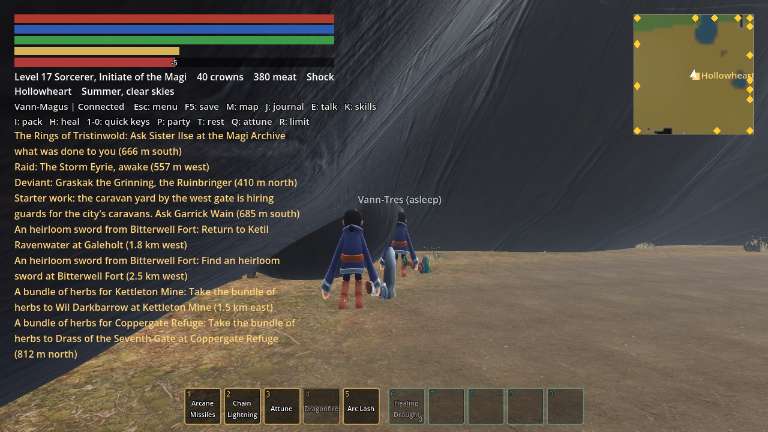 -5
Level 17 Sorcerer, Initiate of the Magi 40 crowns 380 meat Shock
Hollowheart Summer, clear skies
Vann-Magus | Connected Esc: menu F5: save M: map J: journal E: talk K: skills
I: pack H: heal 1-0: quick keys P: party T: rest Q: attune R: limit
The Rings of Tristinwold: Ask Sister Ilse at the Magi Archive
what was done to you (666 m south)
Raid: The Storm Eyrie, awake (557 m west)
Deviant: Graskak the Grinning, the Ruinbringer (410 m north)
Starter work: the caravan yard by the west gate is hiring
guards for the city's caravans. Ask Garrick Wain (685 m south)
An heirloom sword from Bitterwell Fort: Return to Ketil
Ravenwater at Galeholt (1.8 km west)
An heirloom sword from Bitterwell Fort: Find an heirloom
sword at Bitterwell Fort (2.5 km west)
A bundle of herbs for Kettleton Mine: Take the bundle of
herbs to Wil Darkbarrow at Kettleton Mine (1.5 km east)
A bundle of herbs for Coppergate Refuge: Take the bundle of
herbs to Drass of the Seventh Gate at Coppergate Refuge
(812 m north)
Hollowheart
Vann-Tres (asleep)
1 Arcane Missiles
2 Chain Lightning
3 Attune
4 Dragonfire
5 Arc Lash
Healing Draught 3